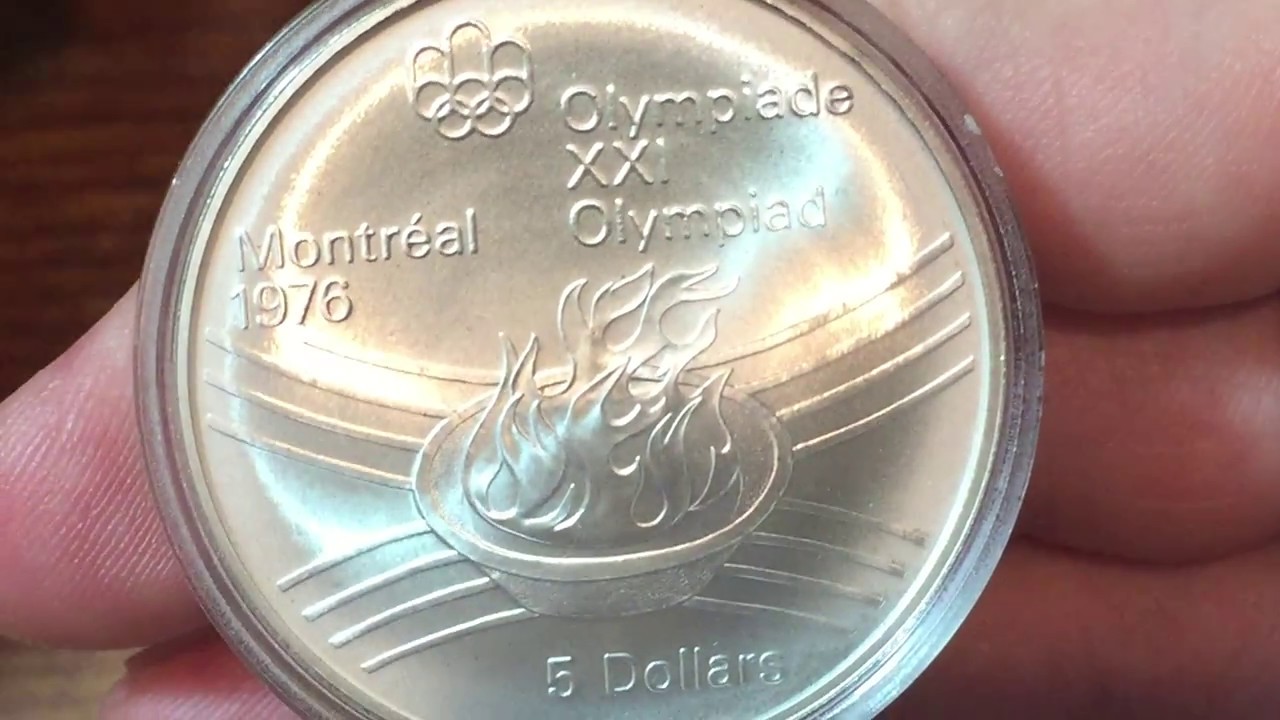 Olympiade
XXI
Olympiad
Montréal
1976
5 Dollars